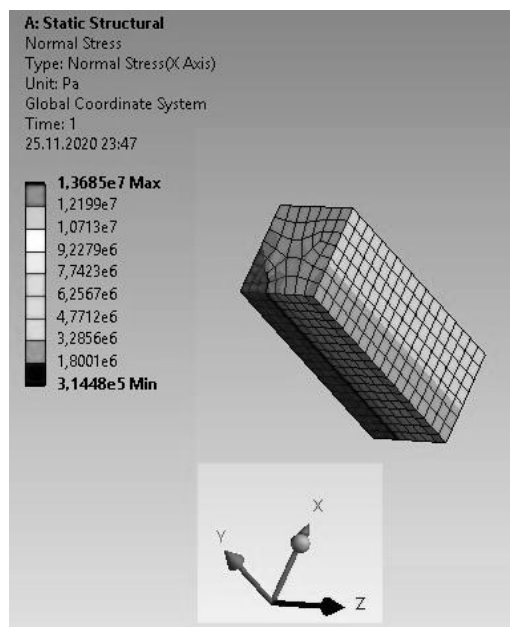 A: Static Structural
Normal Stress
Type: Normal Stress(X Axis)
Unit: Pa
Global Coordinate System
Time: 1
25.11.2020 23:47
1,3685e7 Max
1,2199e7
1,0713e7
9,2279e6
7,7423e6
6,2567e6
4,7712e6
3,2856e6
1,8001e6
3,1448e5 Min
X
Y
Z